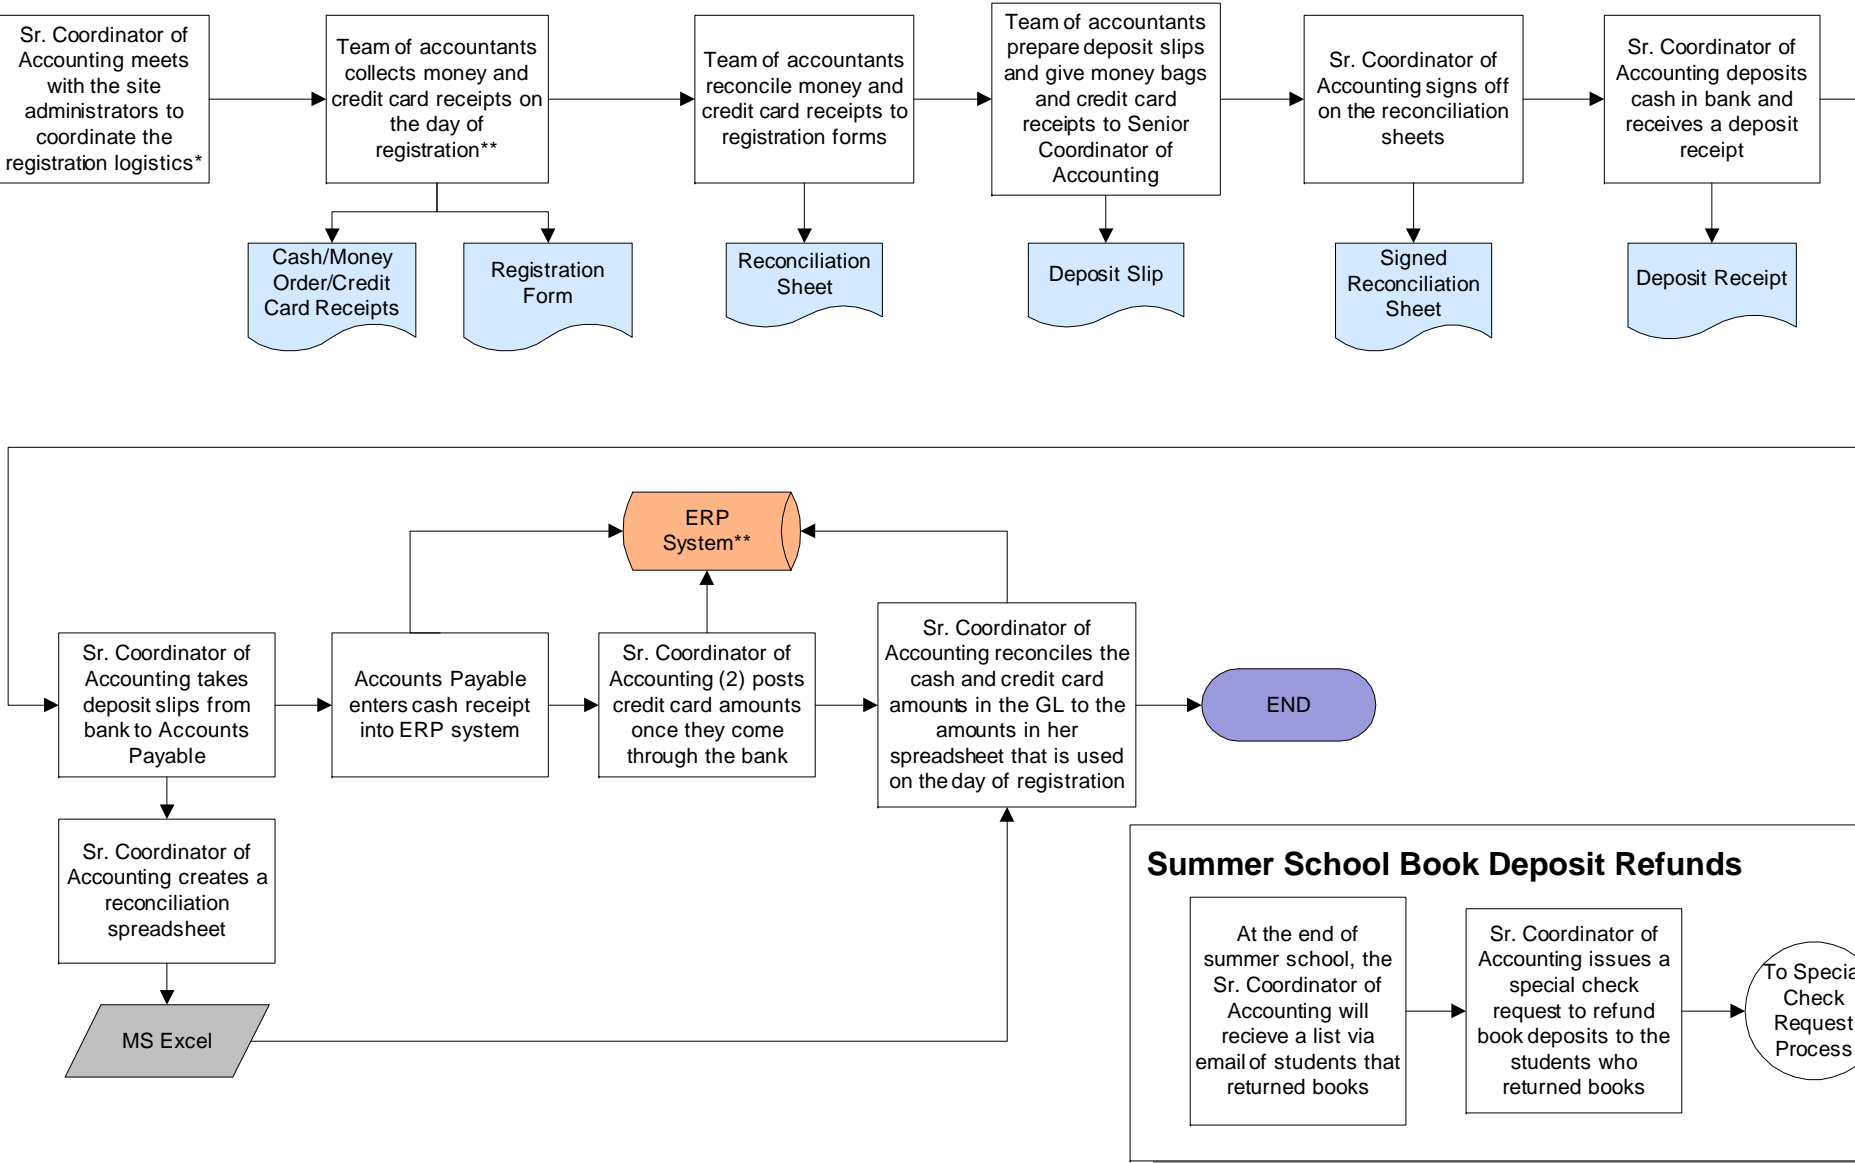 Sr. Coordinator of
Accounting meets
with the site
administrators to
coordinate the
registration logistics*
Team of accountants
collects money and
credit card receipts on
the day of
registration**
Team of accountants
reconcile money and
credit card receipts to
registration forms
Team of accountants
prepare deposit slips
and give money bags
and credit card
receipts to Senior
Coordinator of
Accounting
Sr. Coordinator of
Accounting signs off
on the reconciliation
sheets
Sr. Coordinator of
Accounting deposits
cash in bank and
receives a deposit
receipt
Cash/Money
Order/Credit
Card Receipts
Registration
Form
Reconciliation
Sheet
Deposit Slip
Signed
Reconciliation
Sheet
Deposit Receipt
ERP
System**
Sr. Coordinator of
Accounting takes
deposit slips from
bank to Accounts
Payable
Accounts Payable
enters cash receipt
into ERP system
Sr. Coordinator of
Accounting (2) posts
credit card amounts
once they come
through the bank
Sr. Coordinator of
Accounting reconciles the
cash and credit card
amounts in the GL to the
amounts in her
spreadsheet that is used
on the day of registration
END
Sr. Coordinator of
Accounting creates a
reconciliation
spreadsheet
MS Excel
Summer School Book Deposit Refunds
At the end of
summer school, the
Sr. Coordinator of
Accounting will
recieve a list via
email of students that
returned books
Sr. Coordinator of
Accounting issues a
special check
request to refund
book deposits to the
students who
returned books
To Specia
Check
Request
Process